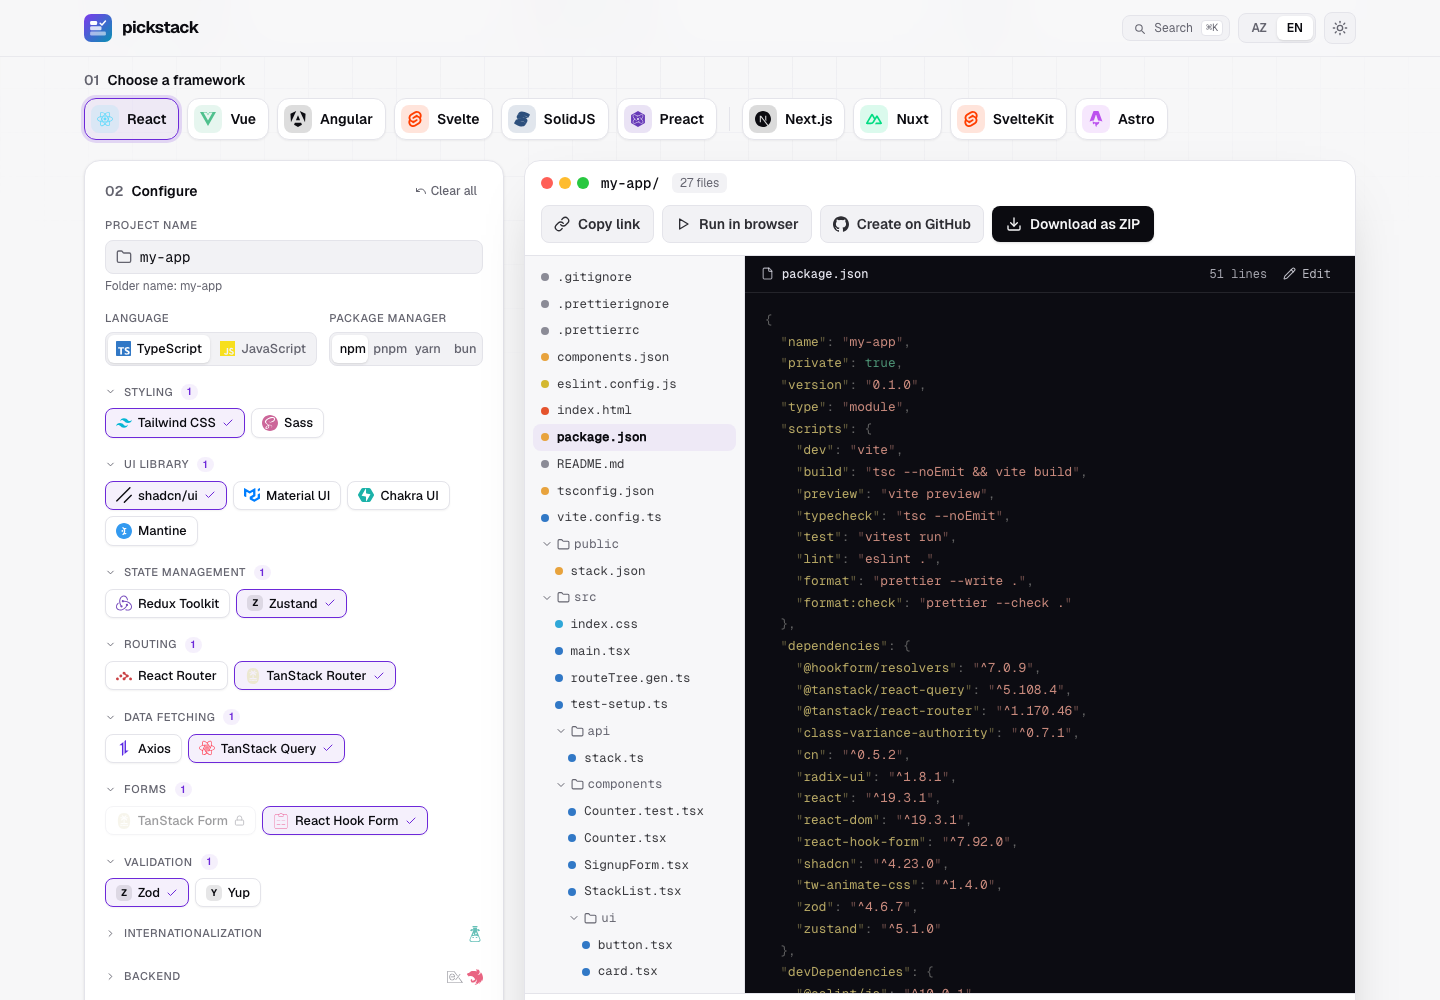 pickstack
Search ⌘K
AZ EN
01 Choose a framework
React Vue Angular Svelte SolidJS Preact Next.js Nuxt SvelteKit Astro
02 Configure
Clear all
PROJECT NAME
my-app
Folder name: my-app
LANGUAGE
TS TypeScript JS JavaScript
PACKAGE MANAGER
npm pnpm yarn bun
STYLING 1
Tailwind CSS Sass
UI LIBRARY 1
shadcn/ui Material UI Chakra UI
Mantine
STATE MANAGEMENT 1
Redux Toolkit Z Zustand
ROUTING 1
React Router TanStack Router
DATA FETCHING 1
Axios TanStack Query
FORMS 1
TanStack Form React Hook Form
VALIDATION 1
Z Zod Y Yup
INTERNATIONALIZATION
BACKEND
my-app/ 27 files
Copy link Run in browser Create on GitHub Download as ZIP
.gitignore
.prettierignore
.prettierrc
components.json
eslint.config.js
index.html
package.json
README.md
tsconfig.json
vite.config.ts
public
stack.json
src
index.css
main.tsx
routeTree.gen.ts
test-setup.ts
api
stack.ts
components
Counter.test.tsx
Counter.tsx
SignupForm.tsx
StackList.tsx
ui
button.tsx
card.tsx
package.json 51 lines Edit
{
"name": "my-app",
"private": true,
"version": "0.1.0",
"type": "module",
"scripts": {
"dev": "vite",
"build": "tsc --noEmit && vite build",
"preview": "vite preview",
"typecheck": "tsc --noEmit",
"test": "vitest run",
"lint": "eslint .",
"format": "prettier --write .",
"format:check": "prettier --check ."
},
"dependencies": {
"@hookform/resolvers": "^7.0.9",
"@tanstack/react-query": "^5.108.4",
"@tanstack/react-router": "^1.170.46",
"class-variance-authority": "^0.7.1",
"cn": "^0.5.2",
"radix-ui": "^1.8.1",
"react": "^19.3.1",
"react-dom": "^19.3.1",
"react-hook-form": "^7.92.0",
"shadcn": "^4.23.0",
"tw-animate-css": "^1.4.0",
"zod": "^4.6.7",
"zustand": "^5.1.0"
},
"devDependencies": {
"@eslint/js": "^10.0.1",